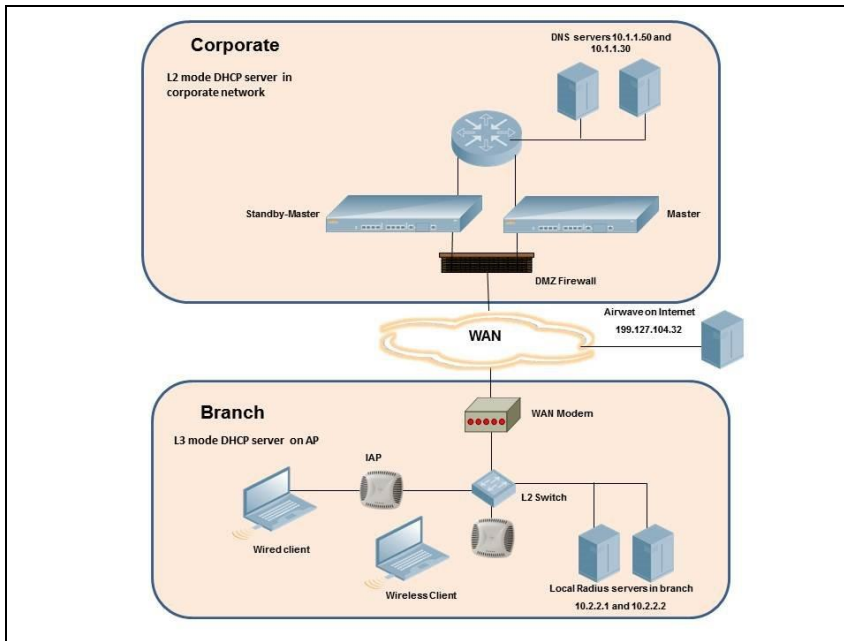 Corporate
L2 mode DHCP server in
corporate network
DNS servers 10.1.1.50 and
10.1.1.30
Standby-Master
Master
DMZ Firewall
Airwave on Internet
199.127.104.32
WAN
Branch
L3 mode DHCP server on AP
WAN Modem
IAP
L2 Switch
Wired client
Wireless Client
Local Radius servers in branch
10.2.2.1 and 10.2.2.2